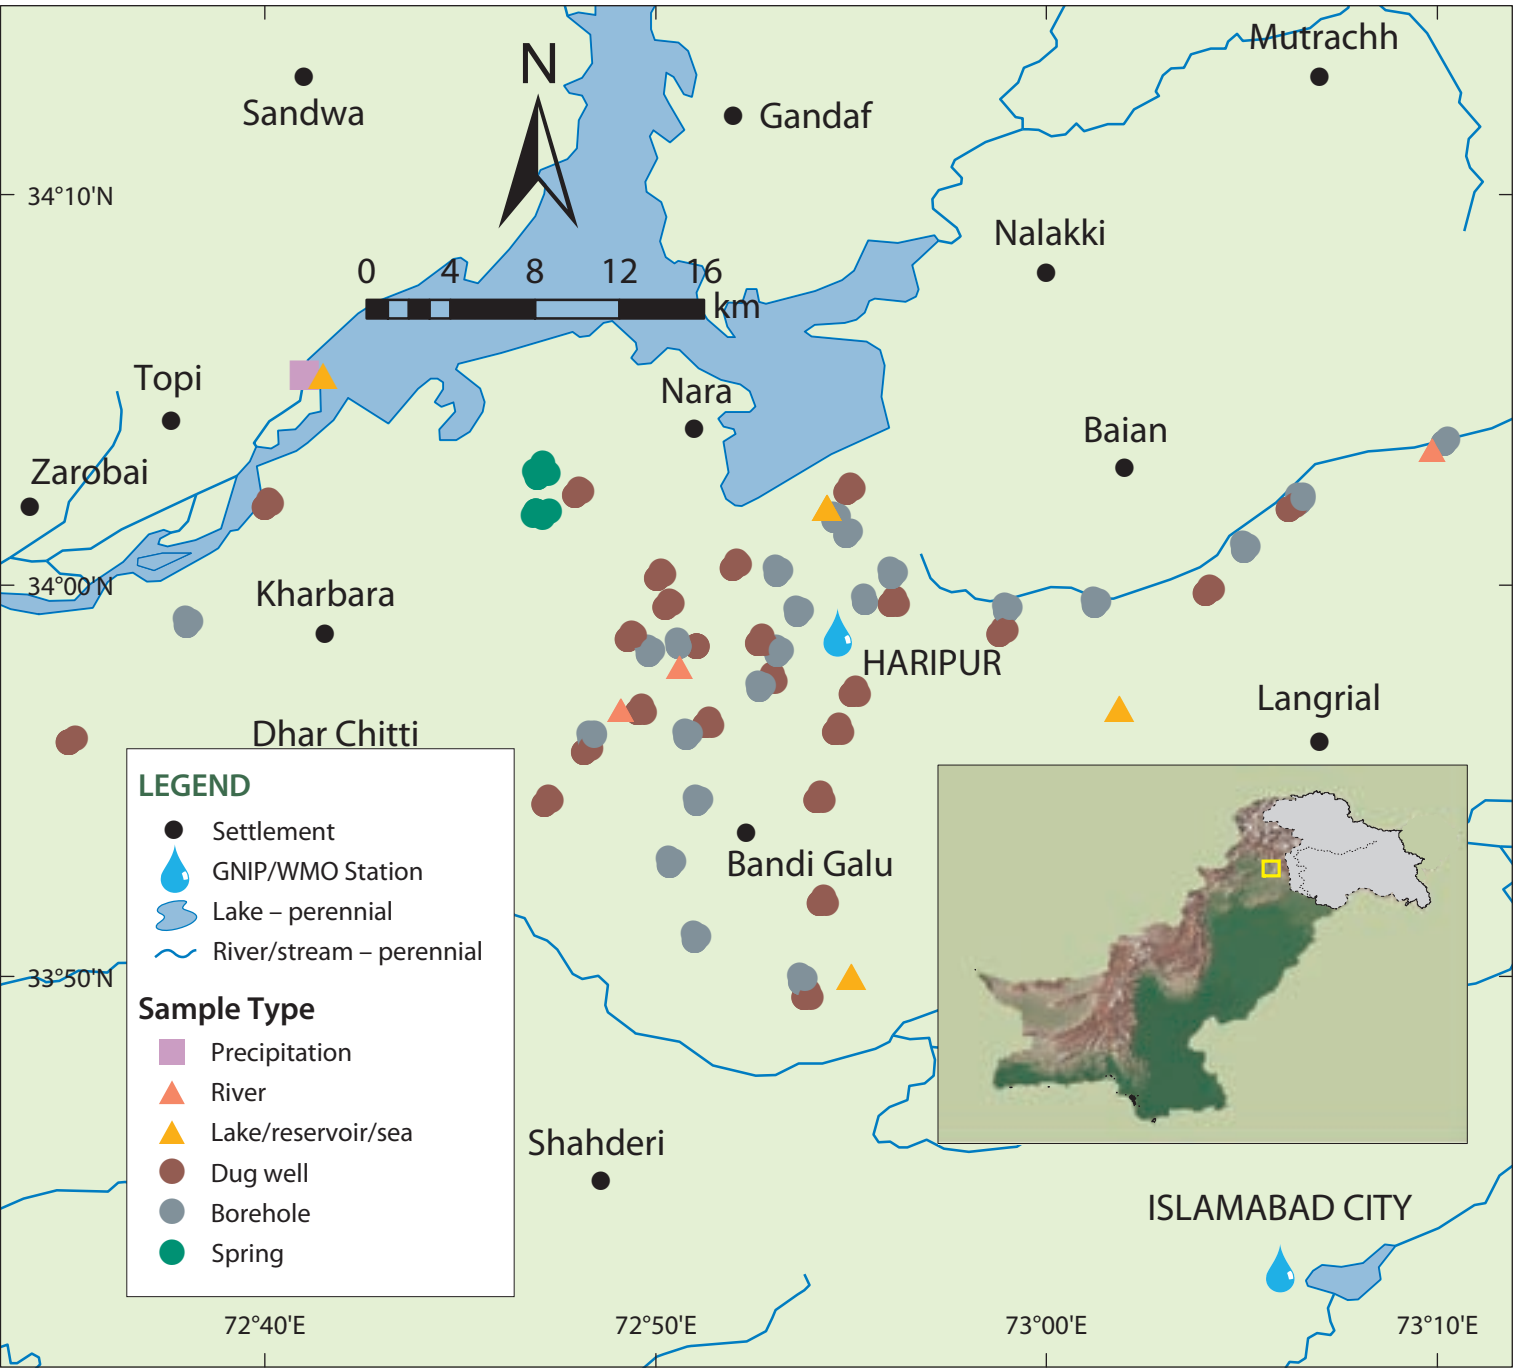 Mutrachh
N
Sandwa
Gandaf
34°10'N
Nalakki
0 4 8 12 16
km
Topi
Nara
Baian
Zarobai
34°00'N
Kharbara
HARIPUR
Langrial
Dhar Chitti
LEGEND
Settlement
GNIP/WMO Station
Lake – perennial
River/stream – perennial
Bandi Galu
33°50'N
Sample Type
Precipitation
River
Lake/reservoir/sea
Dug well
Borehole
Spring
Shahderi
ISLAMABAD CITY
72°40'E
72°50'E
73°00'E
73°10'E